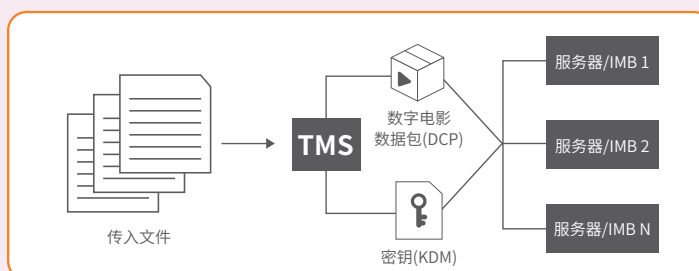 传入文件
TMS
数字电影
数据包(DCP)
密钥(KDM)
服务器/IMB 1
服务器/IMB 2
服务器/IMB N